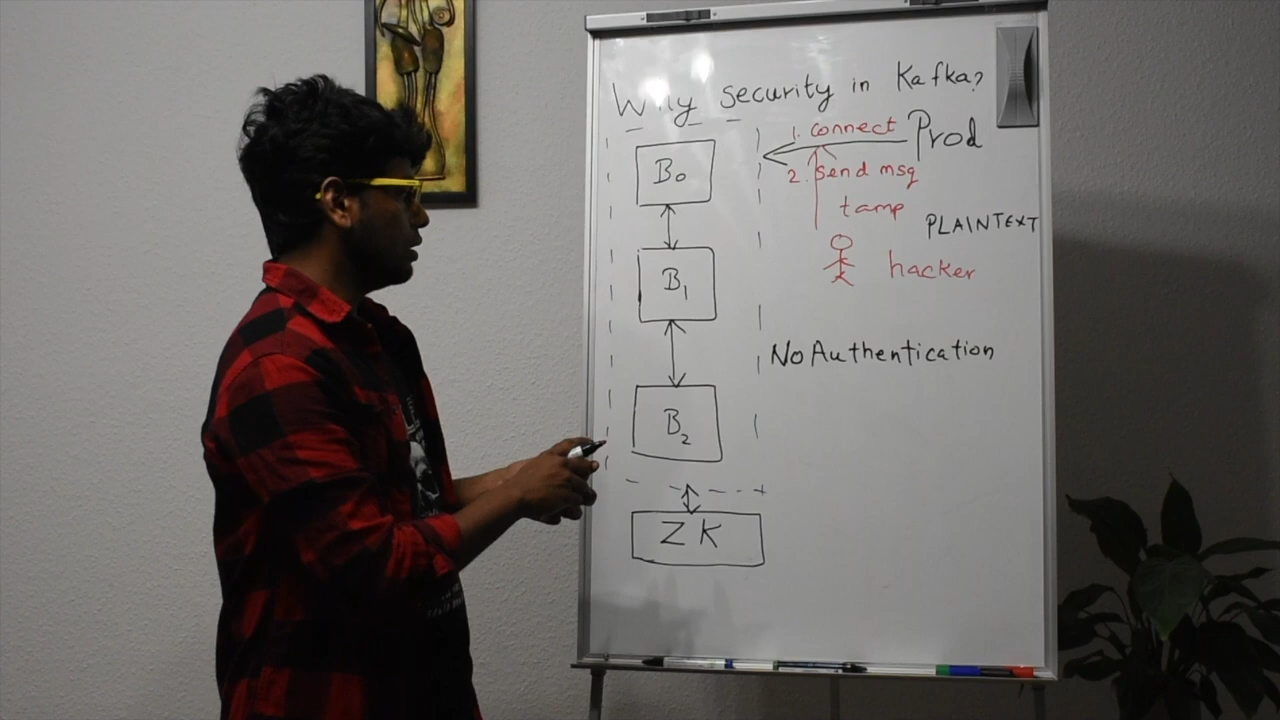 Why security in Kafka?
1. connect
Prod
B0
2. Send msg
tamp
PLAINTEXT
hacker
B1
No Authentication
B2
ZK